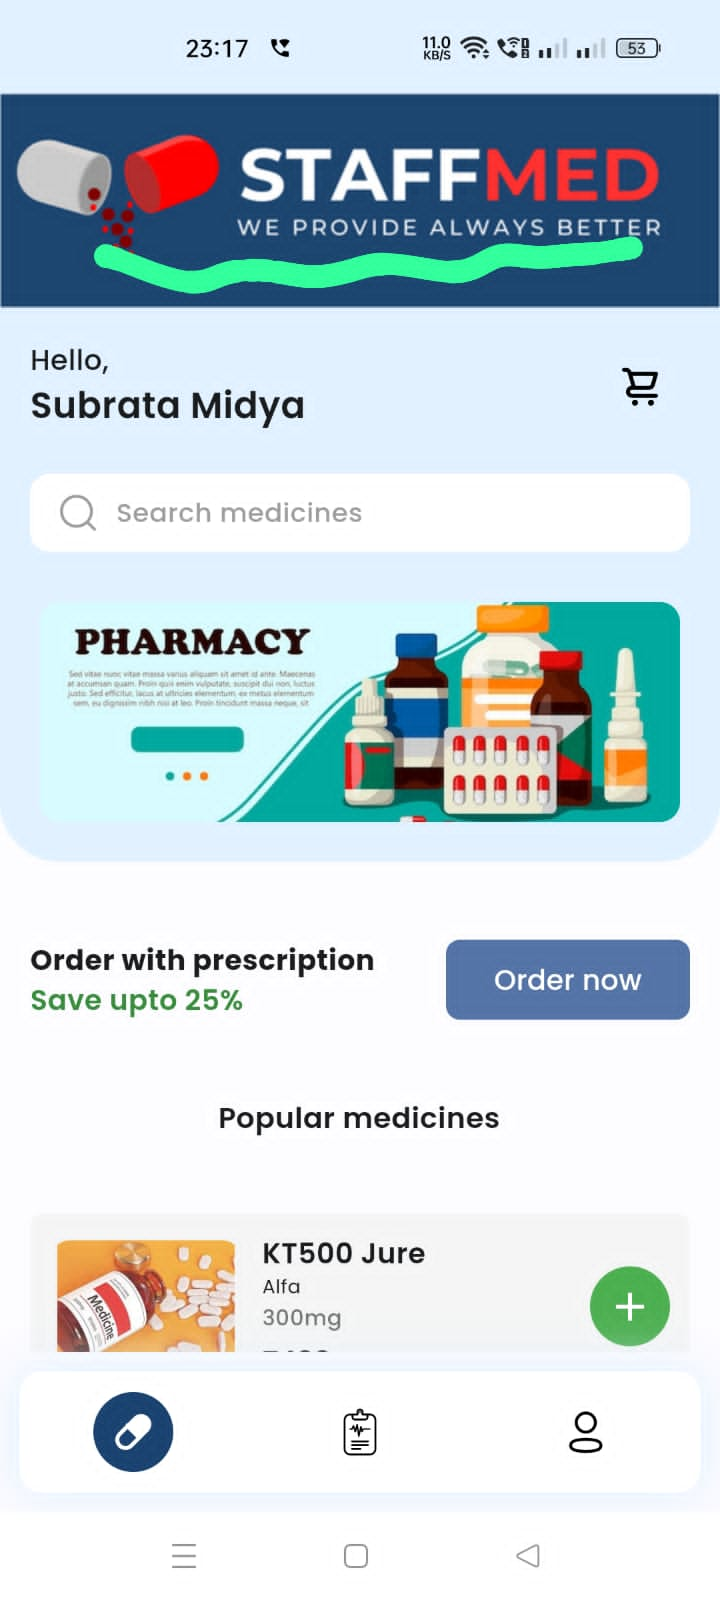 23:17
11.0
KB/S
53
STAFFMED
WE PROVIDE ALWAYS BETTER
Hello,
Subrata Midya
Search medicines
PHARMACY
Sed vitae nunc vitae massa varius aliquam sit amet id ante. Maecenas
at accumsan quam. Proin quis enim vulputate, suscipit dui non, luctus
justo. Sed efficitur, lacus at ultricies elementum, ex metus elementum
sem, eu dignissim nibh nisi at leo. Proin tincidunt massa neque, sit
Order with prescription
Save upto 25%
Order now
Popular medicines
KT500 Jure
Alfa
300mg
Medicine